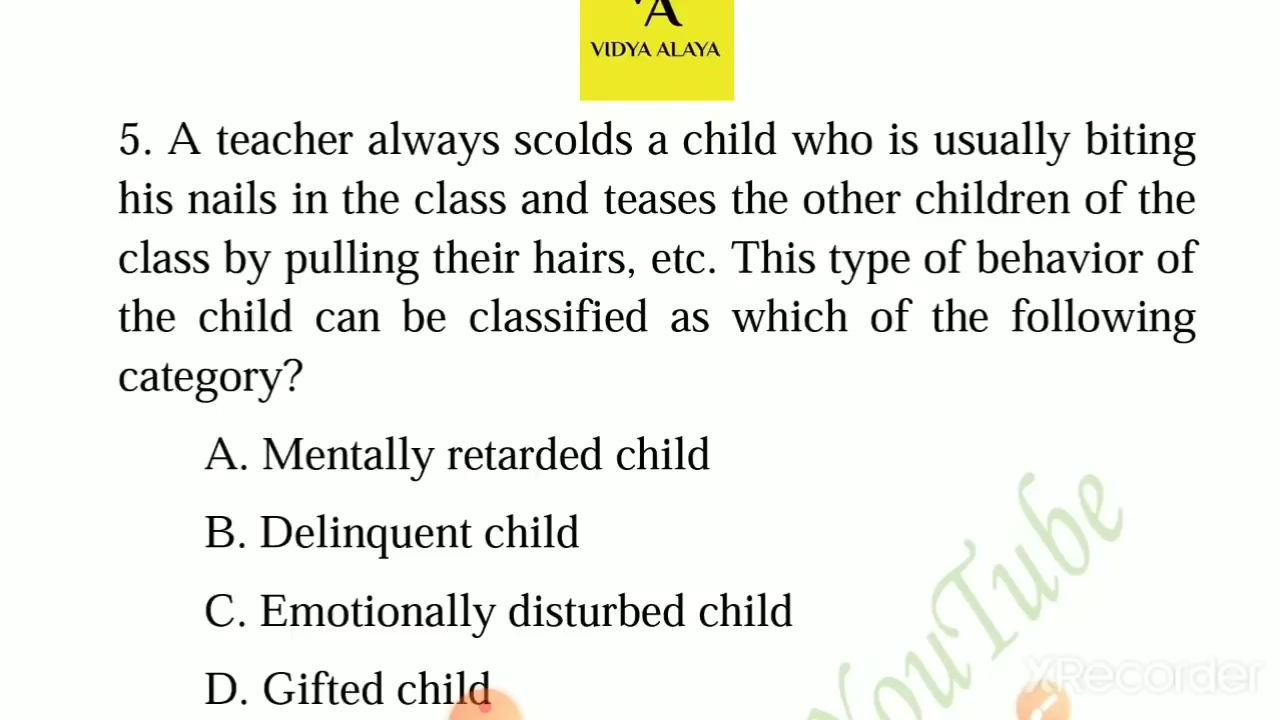 VA
VIDYA ALAYA
5. A teacher always scolds a child who is usually biting
his nails in the class and teases the other children of the
class by pulling their hairs, etc. This type of behavior of
the child can be classified as which of the following
category?
A. Mentally retarded child
B. Delinquent child
C. Emotionally disturbed child
D. Gifted child
YouTube
XRecorder